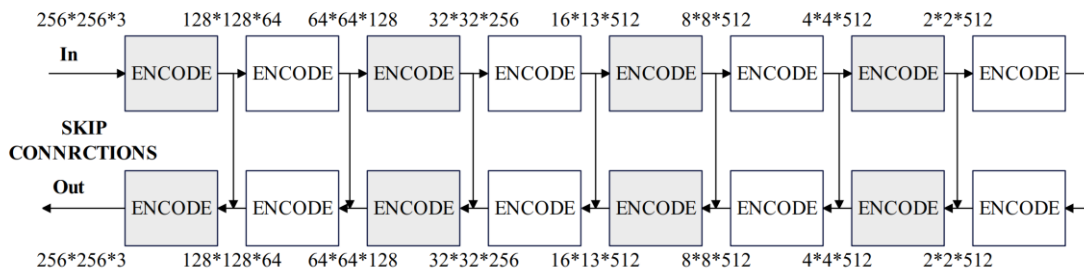 256*256*3 128*128*64 64*64*128 32*32*256 16*13*512 8*8*512 4*4*512 2*2*512
In
ENCODE ENCODE ENCODE ENCODE ENCODE ENCODE ENCODE ENCODE
SKIP
CONNRCTIONS
Out
ENCODE ENCODE ENCODE ENCODE ENCODE ENCODE ENCODE ENCODE
256*256*3 128*128*64 64*64*128 32*32*256 16*13*512 8*8*512 4*4*512 2*2*512